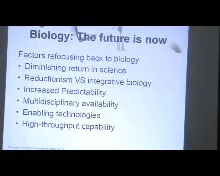 Biology: The future is now
Factors refocusing back to biology
• Diminishing return in science
• Reductionism VS integrative biology
• Increased Predictability
• Multidisciplinary availability
• Enabling technologies
• High-throughput capability